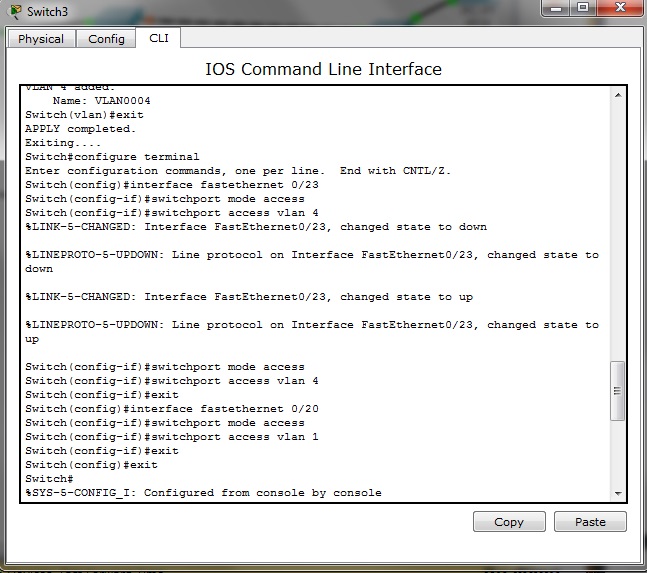 Switch3
Physical
Config
CLI
IOS Command Line Interface
VLAN 4 added:
Name: VLAN0004
Switch(vlan)#exit
APPLY completed.
Exiting....
Switch#configure terminal
Enter configuration commands, one per line.  End with CNTL/Z.
Switch(config)#interface fastethernet 0/23
Switch(config-if)#switchport mode access
Switch(config-if)#switchport access vlan 4
%LINK-5-CHANGED: Interface FastEthernet0/23, changed state to down
%LINEPROTO-5-UPDOWN: Line protocol on Interface FastEthernet0/23, changed state to
down
%LINK-5-CHANGED: Interface FastEthernet0/23, changed state to up
%LINEPROTO-5-UPDOWN: Line protocol on Interface FastEthernet0/23, changed state to
up
Switch(config-if)#switchport mode access
Switch(config-if)#switchport access vlan 4
Switch(config-if)#exit
Switch(config)#interface fastethernet 0/20
Switch(config-if)#switchport mode access
Switch(config-if)#switchport access vlan 1
Switch(config-if)#exit
Switch(config)#exit
Switch#
%SYS-5-CONFIG_I: Configured from console by console
Copy
Paste